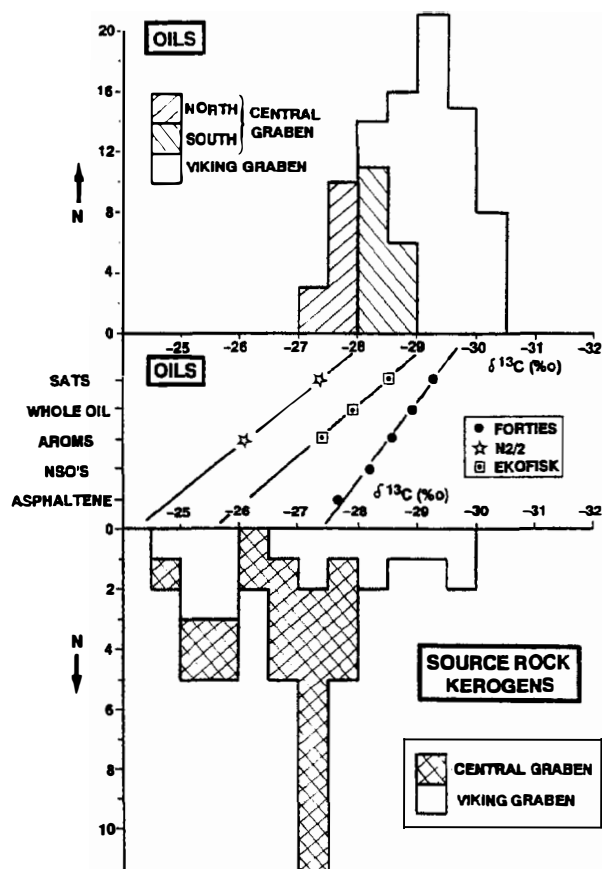 20
OILS
16
NORTH
CENTRAL
GRABEN
SOUTH
12
VIKING GRABEN
N
8
4
0
-25 -26 -27 -28 -29 -30 -31 -32
OILS
δ 13C (‰)
SATS
WHOLE OIL
AROMS
NSO'S
ASPHALTENE
FORTIES
N2/2
EKOFISK
δ 13C (‰)
0
-25 -26 -27 -28 -29 -30 -31 -32
2
4
N
6
8
10
SOURCE ROCK
KEROGENS
CENTRAL GRABEN
VIKING GRABEN